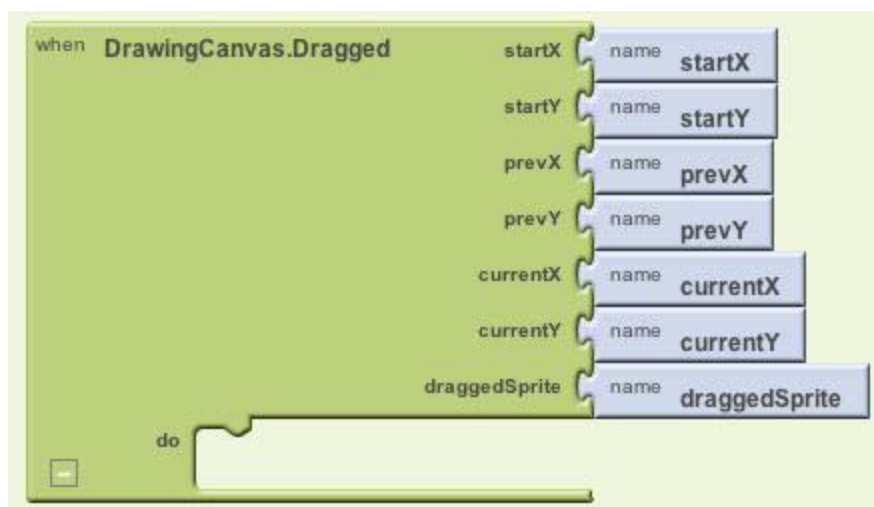 when DrawingCanvas.Dragged startX name startX
startY name startY
prevX name prevX
prevY name prevY
currentX name currentX
currentY name currentY
draggedSprite name draggedSprite
do